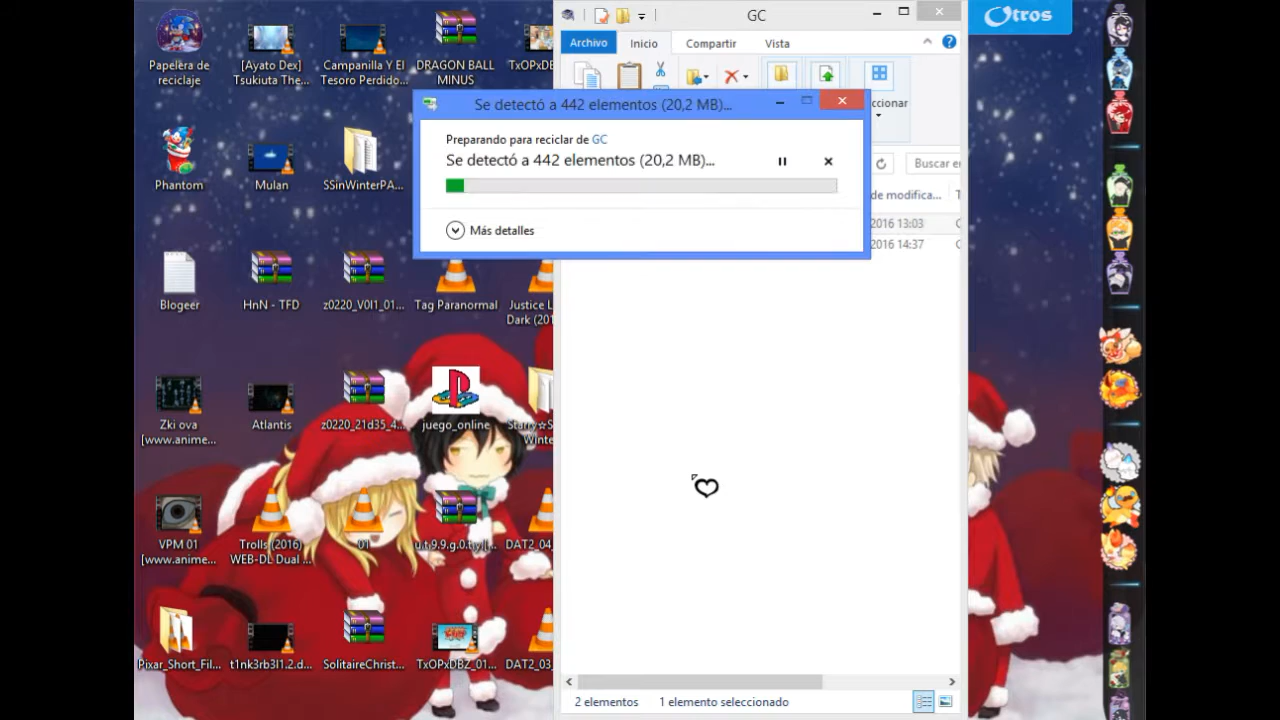 Papelera de
reciclaje
[Ayato Dex]
Tsukiuta The...
Campanilla Y El
Tesoro Perdido...
DRAGON BALL
MINUS
TxOPxDB
Phantom
Mulan
SSinWinterPA...
Blogeer
HnN - TFD
z0220_V0l1_01...
Tag Paranormal
Justice L
Dark (201
Zki ova
[www.anime...
Atlantis
z0220_21d35_4...
juego_online
Winte
VPM 01
[www.anime...
Trolls (2016)
WEB-DL Dual ...
01
DAT2_04_
Pixar_Short_Fil...
t1nk3rb3l1.2.d...
SolitaireChrist...
TxOPxDBZ_01...
DAT2_03_
GC
Archivo
Inicio
Compartir
Vista
ccionar
Se detectó a 442 elementos (20,2 MB)...
Preparando para reciclar de GC
Se detectó a 442 elementos (20,2 MB)...
Más detalles
Buscar en
de modifica...
2016 13:03
2016 14:37
2 elementos
1 elemento seleccionado
Otros